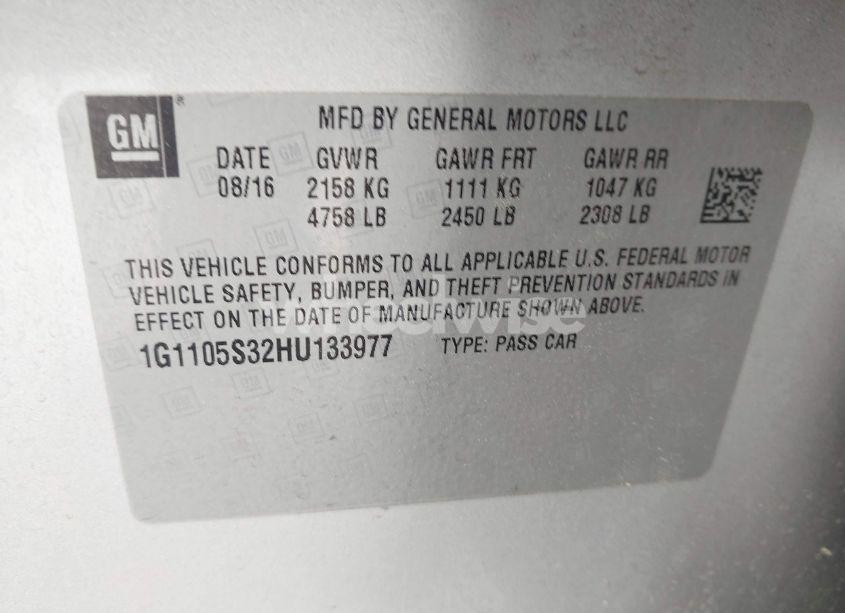 GM
MFD BY GENERAL MOTORS LLC
DATE GVWR GAWR FRT GAWR RR
08/16 2158 KG 1111 KG 1047 KG
4758 LB 2450 LB 2308 LB
THIS VEHICLE CONFORMS TO ALL APPLICABLE U.S. FEDERAL MOTOR
VEHICLE SAFETY, BUMPER, AND THEFT PREVENTION STANDARDS IN
EFFECT ON THE DATE OF MANUFACTURE SHOWN ABOVE.
1G1105S32HU133977 TYPE: PASS CAR